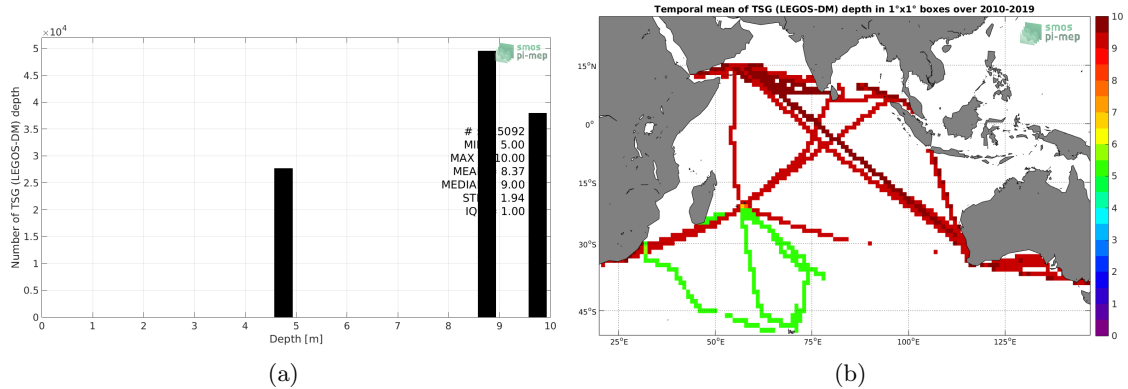 ×10⁴
5
4.5
4
3.5
3
2.5
2
1.5
1
0.5
0
Number of TSG (LEGOS-DM) depth
0 1 2 3 4 5 6 7 8 9 10
Depth [m]
smos
pi-mep
# 5092
MI 5.00
MAX 10.00
MEA 8.37
MEDIA 9.00
ST 1.94
IQ 1.00
(a)
Temporal mean of TSG (LEGOS-DM) depth in 1°x1° boxes over 2010-2019
smos
pi-mep
15°N
0°
15°S
30°S
45°S
25°E 50°E 75°E 100°E 125°E
10
9
8
7
6
5
4
3
2
1
0
(b)